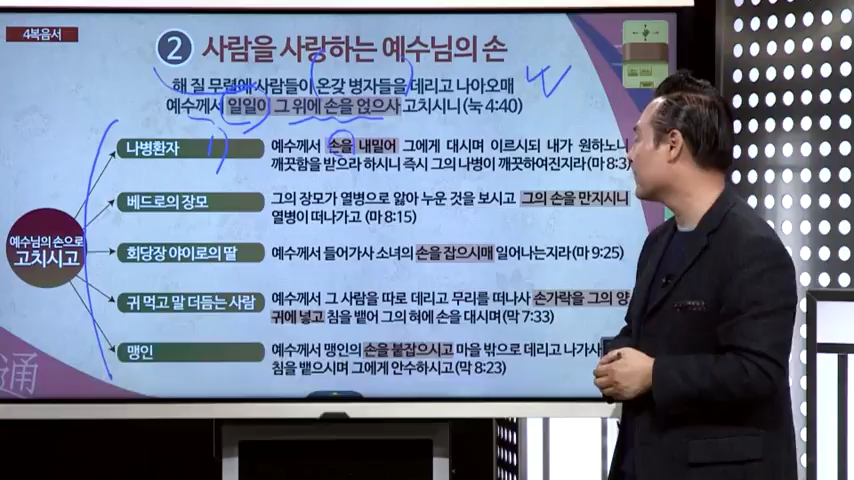 4복음서
2 사람을 사랑하는 예수님의 손
해 질 무렵에 사람들이 온갖 병자들을 데리고 나아오매
예수께서 일일이 그 위에 손을 얹으사 고치시니 (눅 4:40)
예수님의 손으로
고치시고
나병환자
예수께서 손을 내밀어 그에게 대시며 이르시되 내가 원하노니
깨끗함을 받으라 하시니 즉시 그의 나병이 깨끗하여진지라 (마 8:3)
베드로의 장모
그의 장모가 열병으로 앓아 누운 것을 보시고 그의 손을 만지시니
열병이 떠나가고 (마 8:15)
회당장 야이로의 딸
예수께서 들어가사 소녀의 손을 잡으시매 일어나는지라 (마 9:25)
귀 먹고 말 더듬는 사람
예수께서 그 사람을 따로 데리고 무리를 떠나사 손가락을 그의 양
귀에 넣고 침을 뱉어 그의 혀에 손을 대시며 (막 7:33)
맹인
예수께서 맹인의 손을 붙잡으시고 마을 밖으로 데리고 나가사
침을 뱉으시며 그에게 안수하시고 (막 8:23)
通